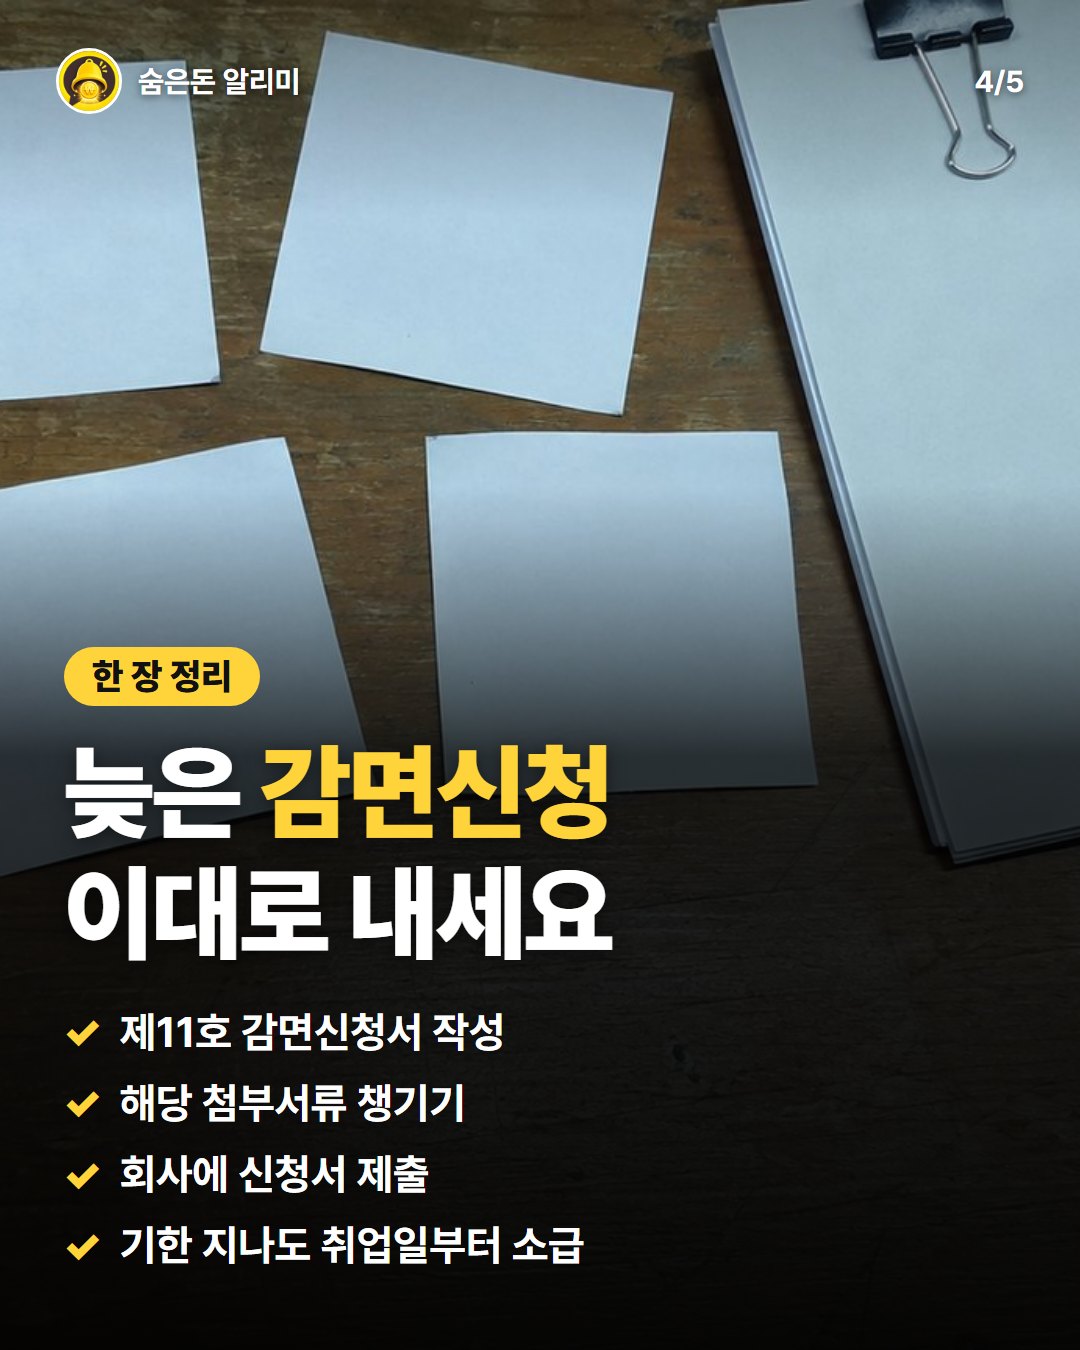 숨은돈 알리미
4/5
한 장 정리
늦은 감면신청
이대로 내세요
제11호 감면신청서 작성
해당 첨부서류 챙기기
회사에 신청서 제출
기한 지나도 취업일부터 소급